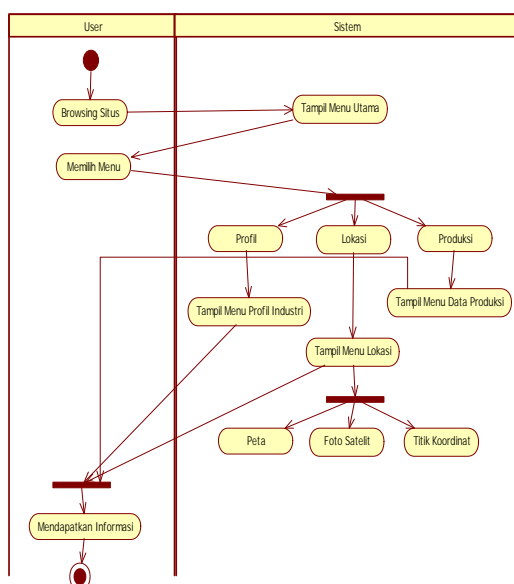 User
Sistem
Browsing Situs
Tampil Menu Utama
Memilih Menu
Profil
Lokasi
Produksi
Tampil Menu Profil Industri
Tampil Menu Data Produksi
Tampil Menu Lokasi
Peta
Foto Satelit
Titik Koordinat
Mendapatkan Informasi